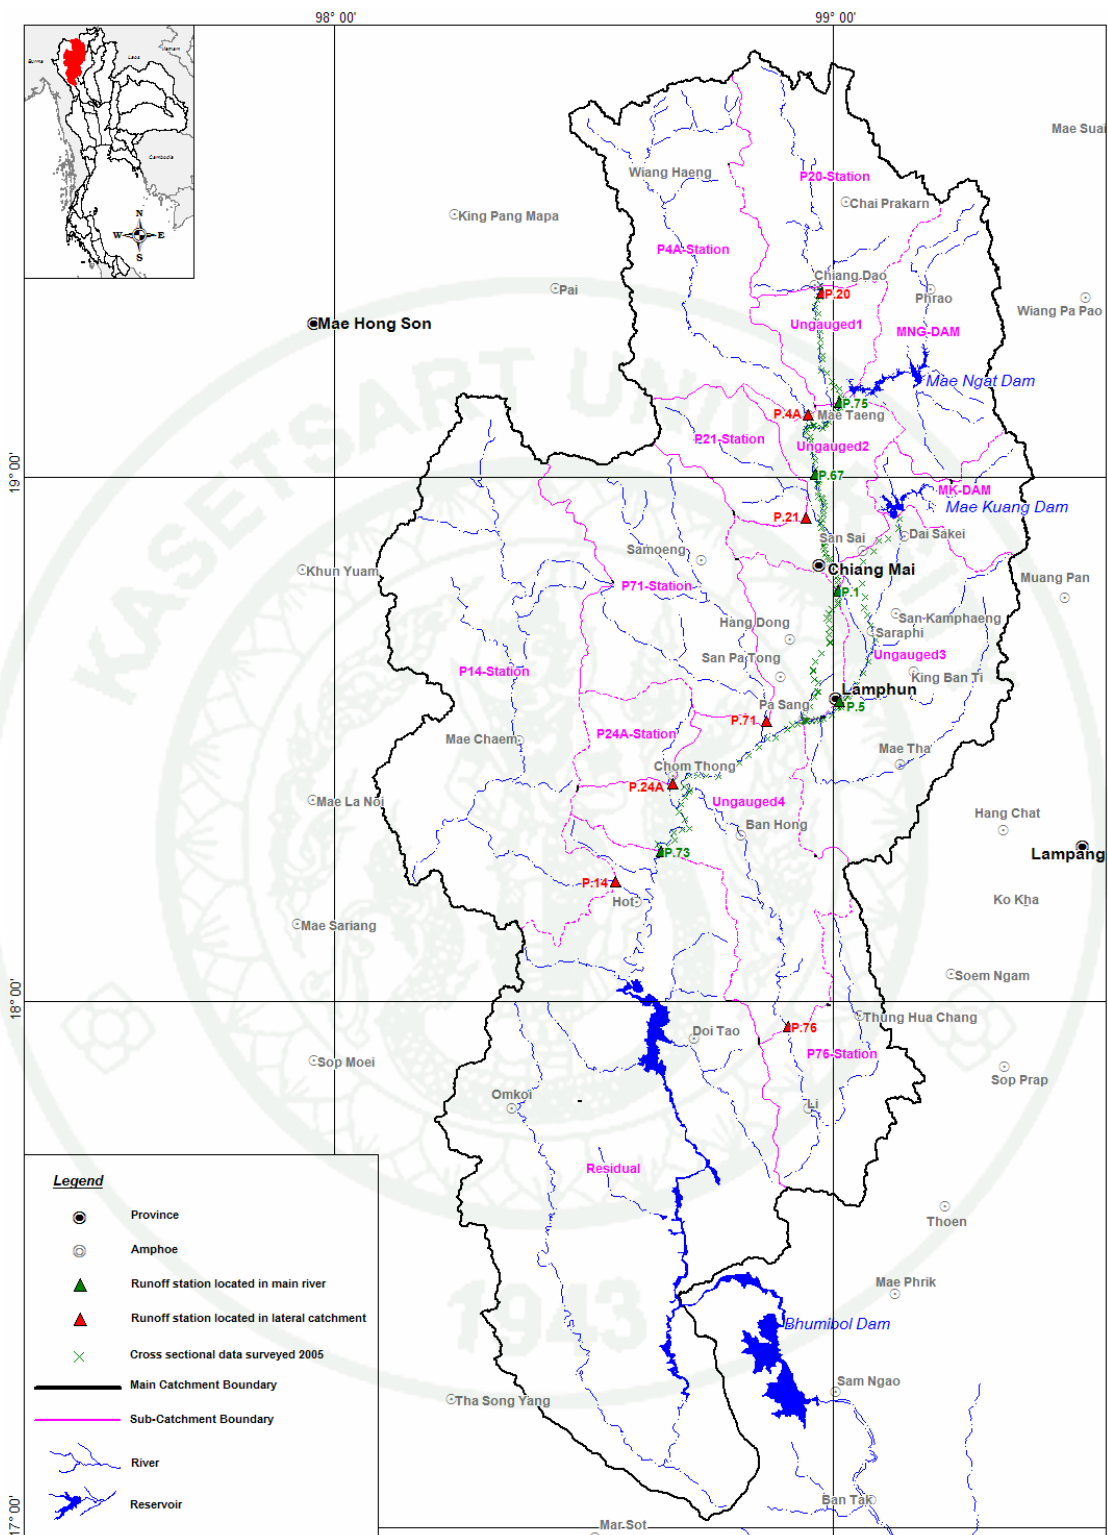 98° 00'
99° 00'
Burma
Laos
Vietnam
Cambodia
N
W
E
S
Mae Suai
Wiang Haeng
P20-Station
Chai Prakarn
King Pang Mapa
P4A-Station
Chiang Dao
Pai
P.20
Phrao
Wiang Pa Pao
Mae Hong Son
Ungauged1
MNG-DAM
Mae Ngat Dam
P.75
P.4A
Mae Taeng
P21-Station
Ungauged2
19° 00'
P.67
MK-DAM
Mae Kuang Dam
P.21
San Sai
Dai Sakei
Samoeng
Khun Yuam
Chiang Mai
Muang Pan
P71-Station
P.1
San-Kamphaeng
Hang Dong
Saraphi
Ungauged3
San Pa Tong
P14-Station
King Ban Ti
Lamphun
Pa Sang
P.5
P.71
P24A-Station
Mae Chaem
Mae Tha
Chom Thong
P.24A
Mae La Noi
Ungauged4
Hang Chat
Ban Hong
Lampang
P.73
P.14
Hot
Ko Kha
Mae Sariang
Soem Ngam
18° 00'
Thung Hua Chang
P.76
Doi Tao
P76-Station
Sop Moei
Sop Prap
Omkoi
Li
Residual
Thoen
Mae Phrik
Bhumibol Dam
Sam Ngao
Tha Song Yang
Ban Tak
17° 00'
Mar Sot
Legend
Province
Amphoe
Runoff station located in main river
Runoff station located in lateral catchment
Cross sectional data surveyed 2005
Main Catchment Boundary
Sub-Catchment Boundary
River
Reservoir
KASETSART UNIVERSITY
1943